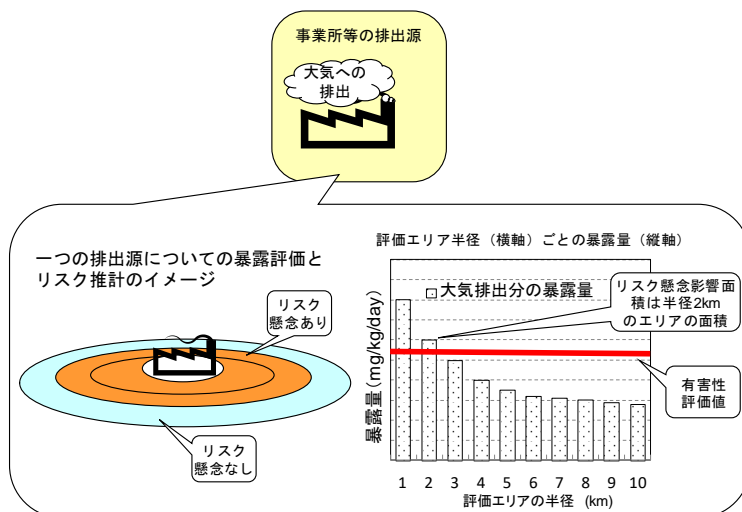 事業所等の排出源
大気への
排出
一つの排出源についての暴露評価と
リスク推計のイメージ
リスク
懸念あり
リスク
懸念なし
評価エリア半径（横軸）ごとの暴露量（縦軸）
大気排出分の暴露量
リスク懸念影響面
積は半径2km
のエリアの面積
有害性
評価値
暴露量(mg/kg/day)
1 2 3 4 5 6 7 8 9 10
評価エリアの半径 (km)